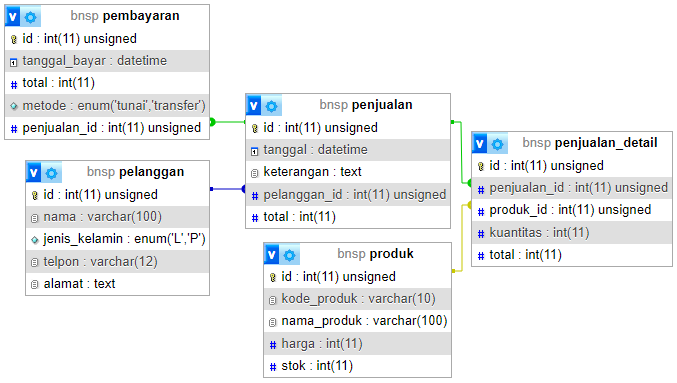 v bnsp pembayaran
id : int(11) unsigned
tanggal_bayar : datetime
# total : int(11)
metode : enum('tunai','transfer')
# penjualan_id : int(11) unsigned
v bnsp pelanggan
id : int(11) unsigned
nama : varchar(100)
jenis_kelamin : enum('L','P')
telpon : varchar(12)
alamat : text
v bnsp penjualan
id : int(11) unsigned
tanggal : datetime
keterangan : text
# pelanggan_id : int(11) unsigned
# total : int(11)
v bnsp produk
id : int(11) unsigned
kode_produk : varchar(10)
nama_produk : varchar(100)
# harga : int(11)
# stok : int(11)
v bnsp penjualan_detail
id : int(11) unsigned
# penjualan_id : int(11) unsigned
# produk_id : int(11) unsigned
# kuantitas : int(11)
# total : int(11)